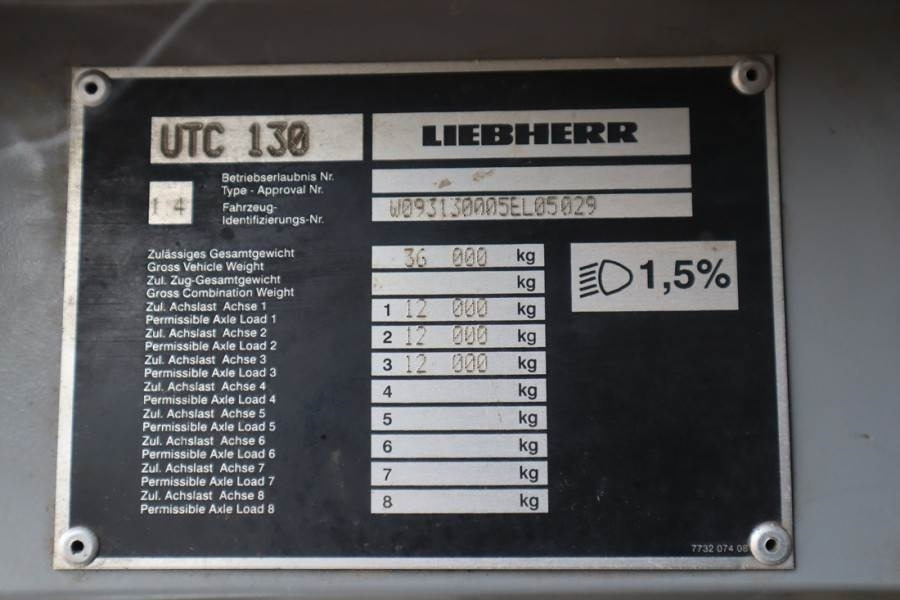 UTC 130
LIEBHERR
Betriebserlaubnis Nr.
Type - Approval Nr.
14
Fahrzeug-
Identifizierungs-Nr.
W093130005EL05029
Zulässiges Gesamtgewicht
Gross Vehicle Weight
36 000 kg
Zul. Zug-Gesamtgewicht
Gross Combination Weight
kg
Zul. Achslast Achse 1
Permissible Axle Load 1
1 12 000 kg
Zul. Achslast Achse 2
Permissible Axle Load 2
2 12 000 kg
Zul. Achslast Achse 3
Permissible Axle Load 3
3 12 000 kg
Zul. Achslast Achse 4
Permissible Axle Load 4
4 kg
Zul. Achslast Achse 5
Permissible Axle Load 5
5 kg
Zul. Achslast Achse 6
Permissible Axle Load 6
6 kg
Zul. Achslast Achse 7
Permissible Axle Load 7
7 kg
Zul. Achslast Achse 8
Permissible Axle Load 8
8 kg
1,5%
7732 074 08